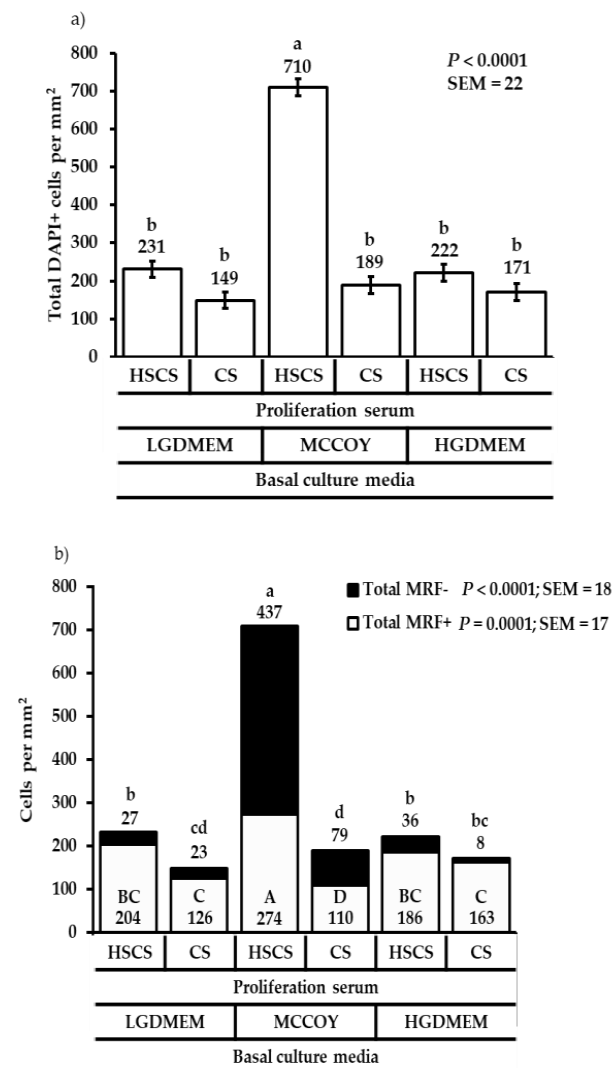 a)
800
700
600
500
400
300
200
100
0
Total DAPI+ cells per mm²
P < 0.0001
SEM = 22
b
231
b
149
a
710
b
189
b
222
b
171
HSCS CS HSCS CS HSCS CS
Proliferation serum
LGDMEM MCCOY HGDMEM
Basal culture media
b)
800
700
600
500
400
300
200
100
0
Cells per mm²
Total MRF- P < 0.0001; SEM = 18
Total MRF+ P = 0.0001; SEM = 17
b
27
cd
23
a
437
d
79
b
36
bc
8
BC C A D BC C
204 126 274 110 186 163
HSCS CS HSCS CS HSCS CS
Proliferation serum
LGDMEM MCCOY HGDMEM
Basal culture media